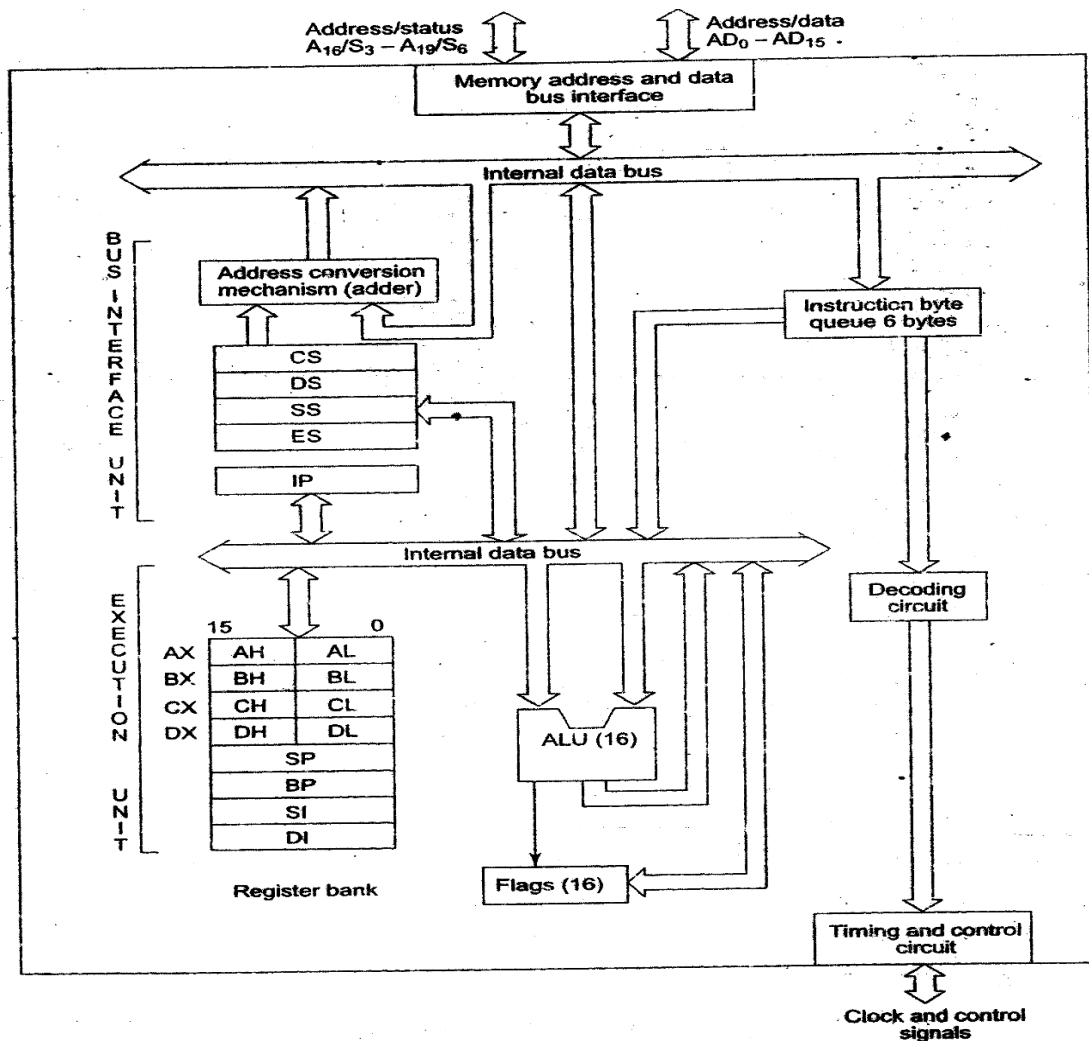 Address/status
A16/S3 – A19/S6
Address/data
AD0 – AD15
Memory address and data
bus interface
Internal data bus
BUS INTERFACE UNIT
Address conversion
mechanism (adder)
Instruction byte
queue 6 bytes
CS
DS
SS
ES
IP
Internal data bus
EXECUTION UNIT
Decoding
circuit
15 0
AX AH AL
BX BH BL
CX CH CL
DX DH DL
SP
BP
SI
DI
ALU (16)
Flags (16)
Register bank
Timing and control
circuit
Clock and control
signals